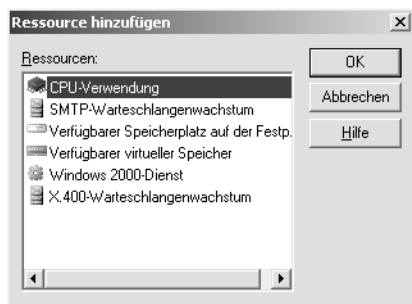 Ressource hinzufügen
Ressourcen:
CPU-Verwendung
SMTP-Warteschlangenwachstum
Verfügbarer Speicherplatz auf der Festp.
Verfügbarer virtueller Speicher
Windows 2000-Dienst
X.400-Warteschlangenwachstum
OK
Abbrechen
Hilfe